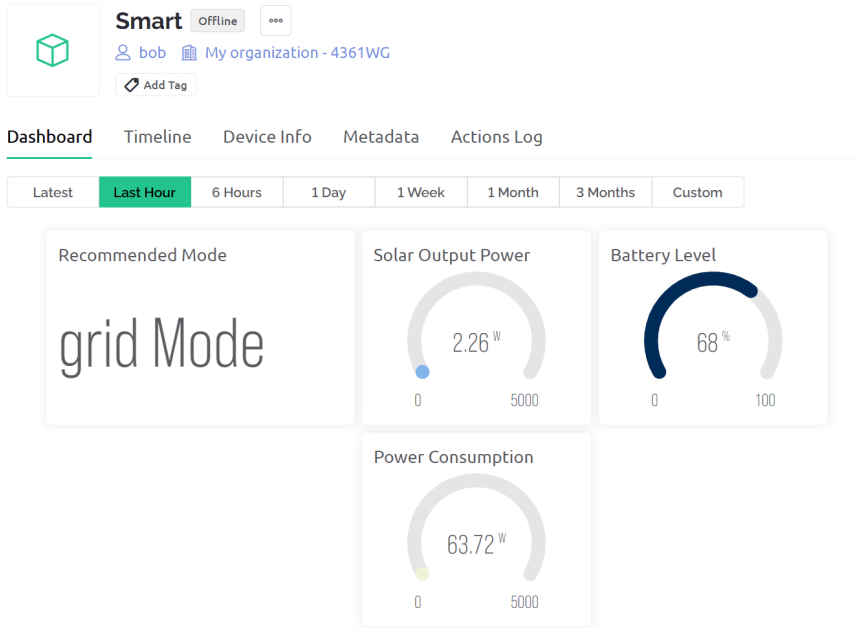 Smart Offline
bob My organization - 4361WG
Add Tag
Dashboard Timeline Device Info Metadata Actions Log
Latest Last Hour 6 Hours 1 Day 1 Week 1 Month 3 Months Custom
Recommended Mode
grid Mode
Solar Output Power
2.26 W
0 5000
Battery Level
68 %
0 100
Power Consumption
63.72 W
0 5000